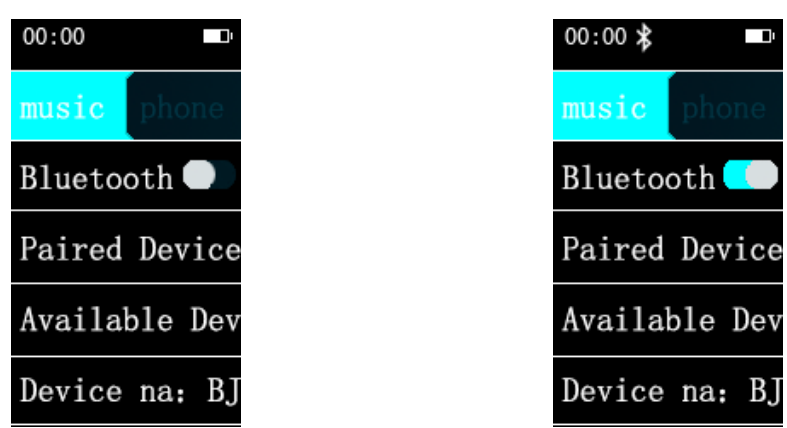 00:00
music phone
Bluetooth
Paired Device
Available Dev
Device na: BJ
00:00
music phone
Bluetooth
Paired Device
Available Dev
Device na: BJ